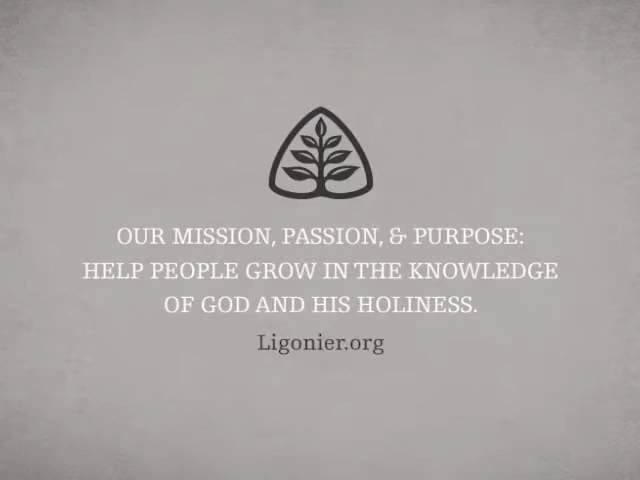 OUR MISSION, PASSION, & PURPOSE:
HELP PEOPLE GROW IN THE KNOWLEDGE
OF GOD AND HIS HOLINESS.
Ligonier.org